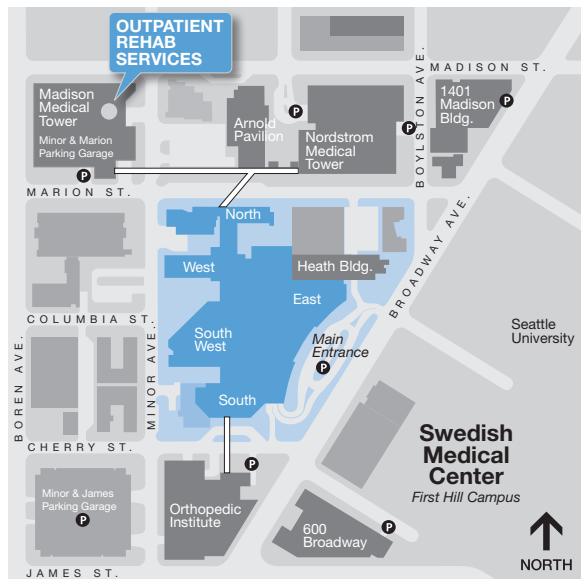 OUTPATIENT
REHAB
SERVICES
BOYLSTON AVE.
MADISON ST.
Madison
Medical
Tower
Minor & Marion
Parking Garage
P
Arnold
Pavilion
P
Nordstrom
Medical
Tower
P
1401
Madison
Bldg.
P
MARION ST.
North
West
Heath Bldg.
East
BROADWAY AVE.
COLUMBIA ST.
South
West
Main
Entrance
P
Seattle
University
BOREN AVE.
MINOR AVE.
South
CHERRY ST.
Swedish
Medical
Center
First Hill Campus
Minor & James
Parking Garage
P
P
Orthopedic
Institute
600
Broadway
P
JAMES ST.
NORTH